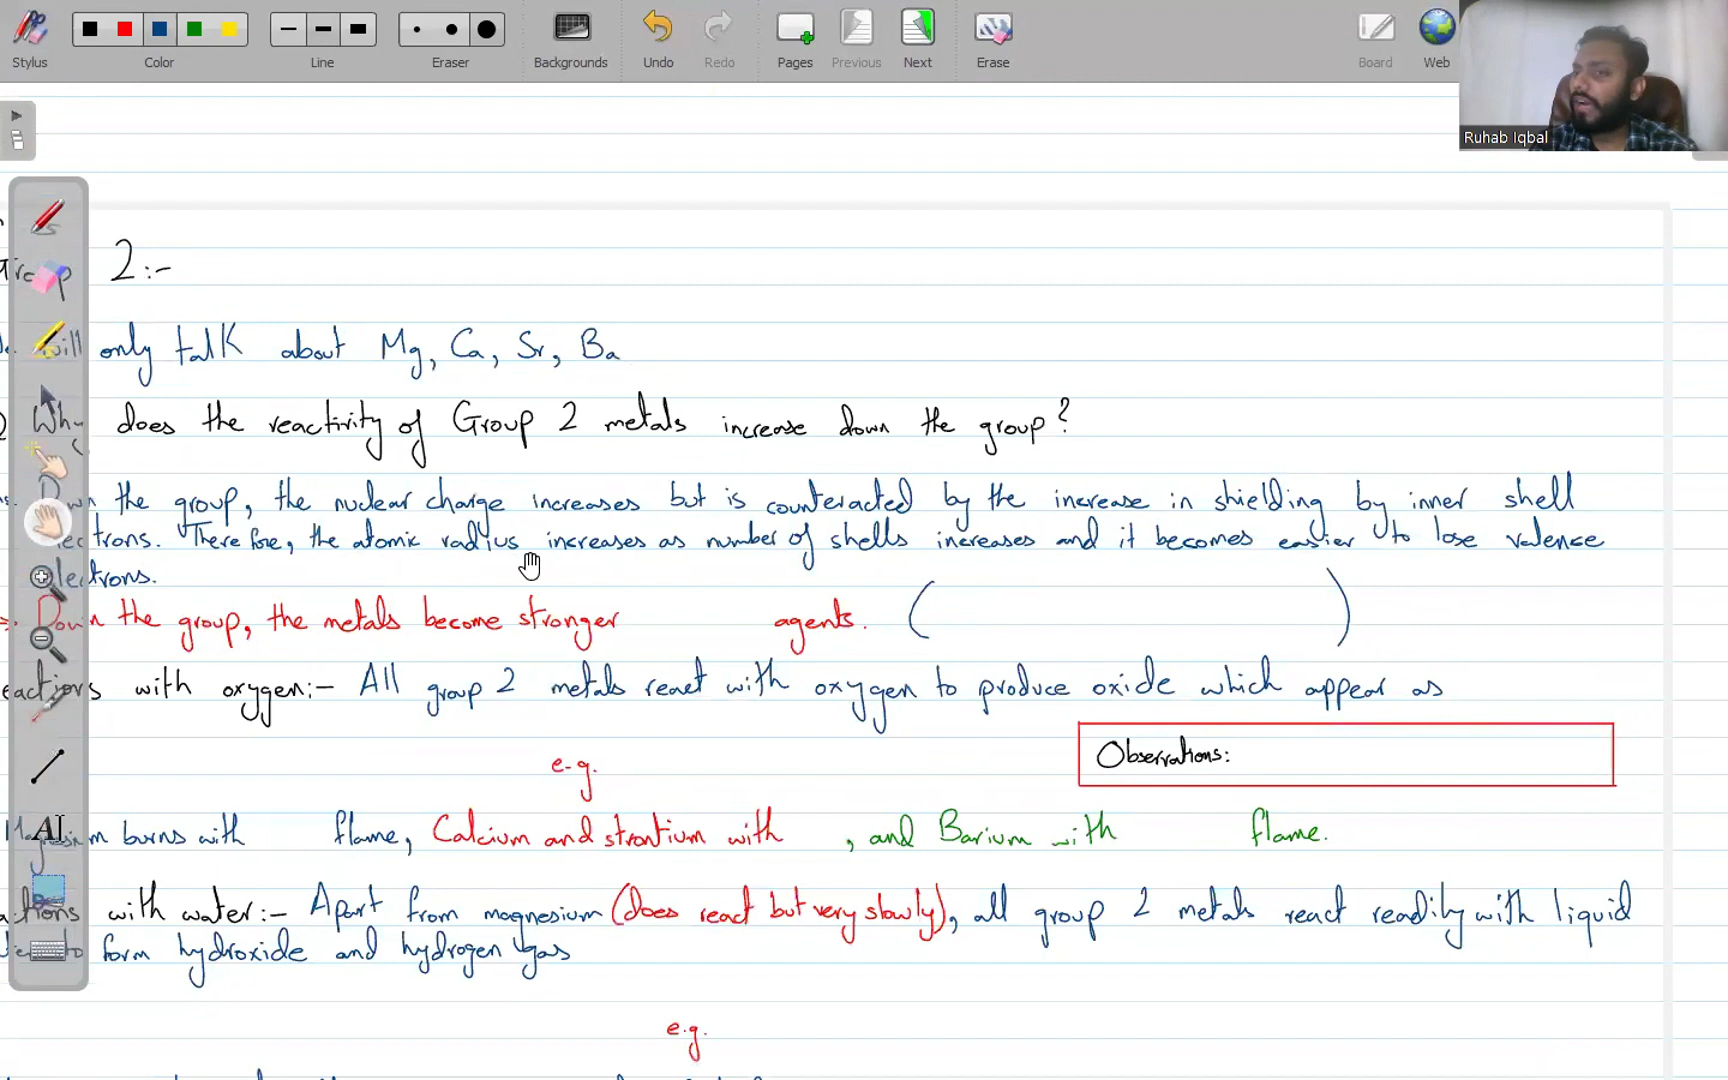 Stylus Color Line Eraser Backgrounds Undo Redo Pages Previous Next Erase Board Web
Ruhab Iqbal
2:-
will only talk about Mg, Ca, Sr, Ba
Why does the reactivity of Group 2 metals increase down the group?
Down the group, the nuclear charge increases but is counteracted by the increase in shielding by inner shell
electrons. Therefore, the atomic radius increases as number of shells increases and it becomes easier to lose valence
electrons.
Down the group, the metals become stronger agents. ( )
with oxygen:- All group 2 metals react with oxygen to produce oxide which appear as
Observations:
e.g.
burns with flame, Calcium and strontium with , and Barium with flame.
with water:- Apart from magnesium (does react but very slowly), all group 2 metals react readily with liquid
to form hydroxide and hydrogen gas
e.g.